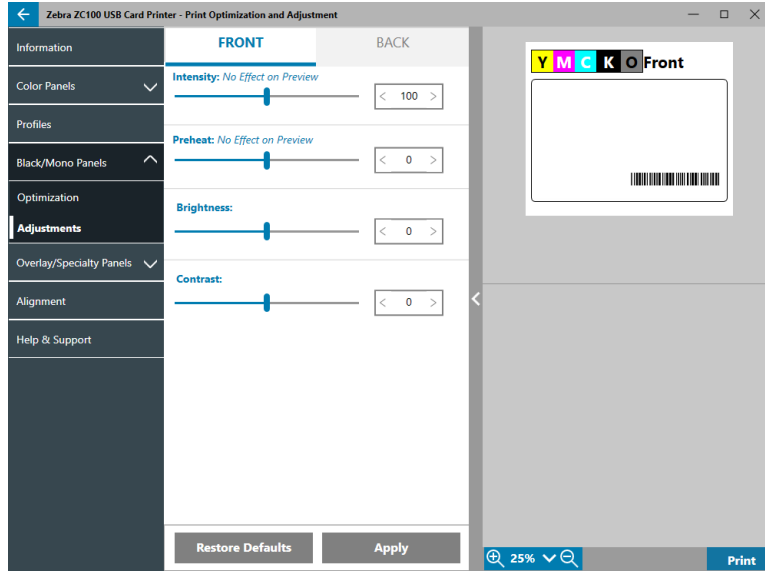 Zebra ZC100 USB Card Printer - Print Optimization and Adjustment
Information
Color Panels
Profiles
Black/Mono Panels
Optimization
Adjustments
Overlay/Specialty Panels
Alignment
Help & Support
FRONT
BACK
Intensity: No Effect on Preview
100
Preheat: No Effect on Preview
0
Brightness:
0
Contrast:
0
Restore Defaults
Apply
Y M C K O Front
25%
Print